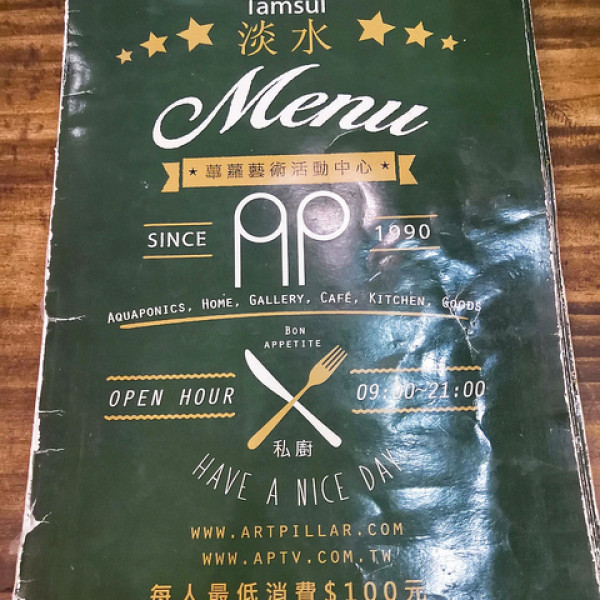 Tamsui
淡水
Menu
蕚蘿藝術活動中心
SINCE AP 1990
AQUAPONICS, HOME, GALLERY, CAFÉ, KITCHEN, GOODS
BON
APPETITE
OPEN HOUR 09:00~21:00
私廚
HAVE A NICE DAY
WWW.ARTPILLAR.COM
WWW.APTV.COM.TW
每人最低消費$100元